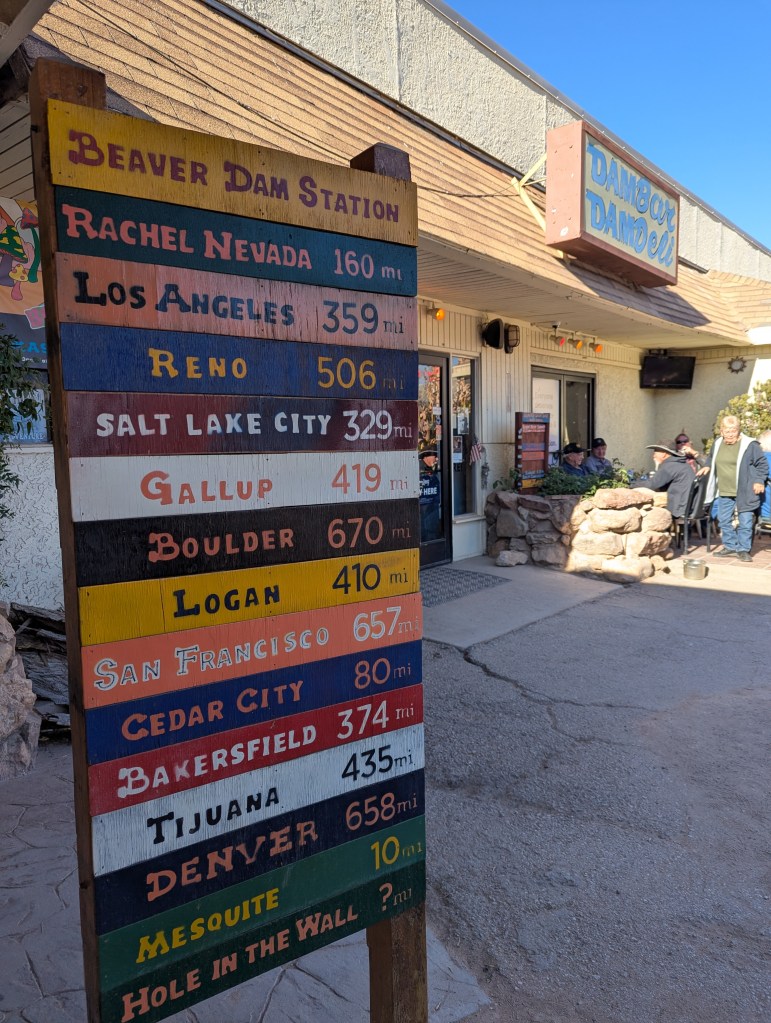 BEAVER DAM STATION
RACHEL NEVADA 160 mi
LOS ANGELES 359 mi
RENO 506 mi
SALT LAKE CITY 329 mi
GALLUP 419 mi
BOULDER 670 mi
LOGAN 410 mi
SAN FRANCISCO 657 mi
CEDAR CITY 80 mi
BAKERSFIELD 374 mi
TIJUANA 435 mi
DENVER 658 mi
MESQUITE 10 mi
HOLE IN THE WALL ? mi
DAMBar
DAMDeli
HERE